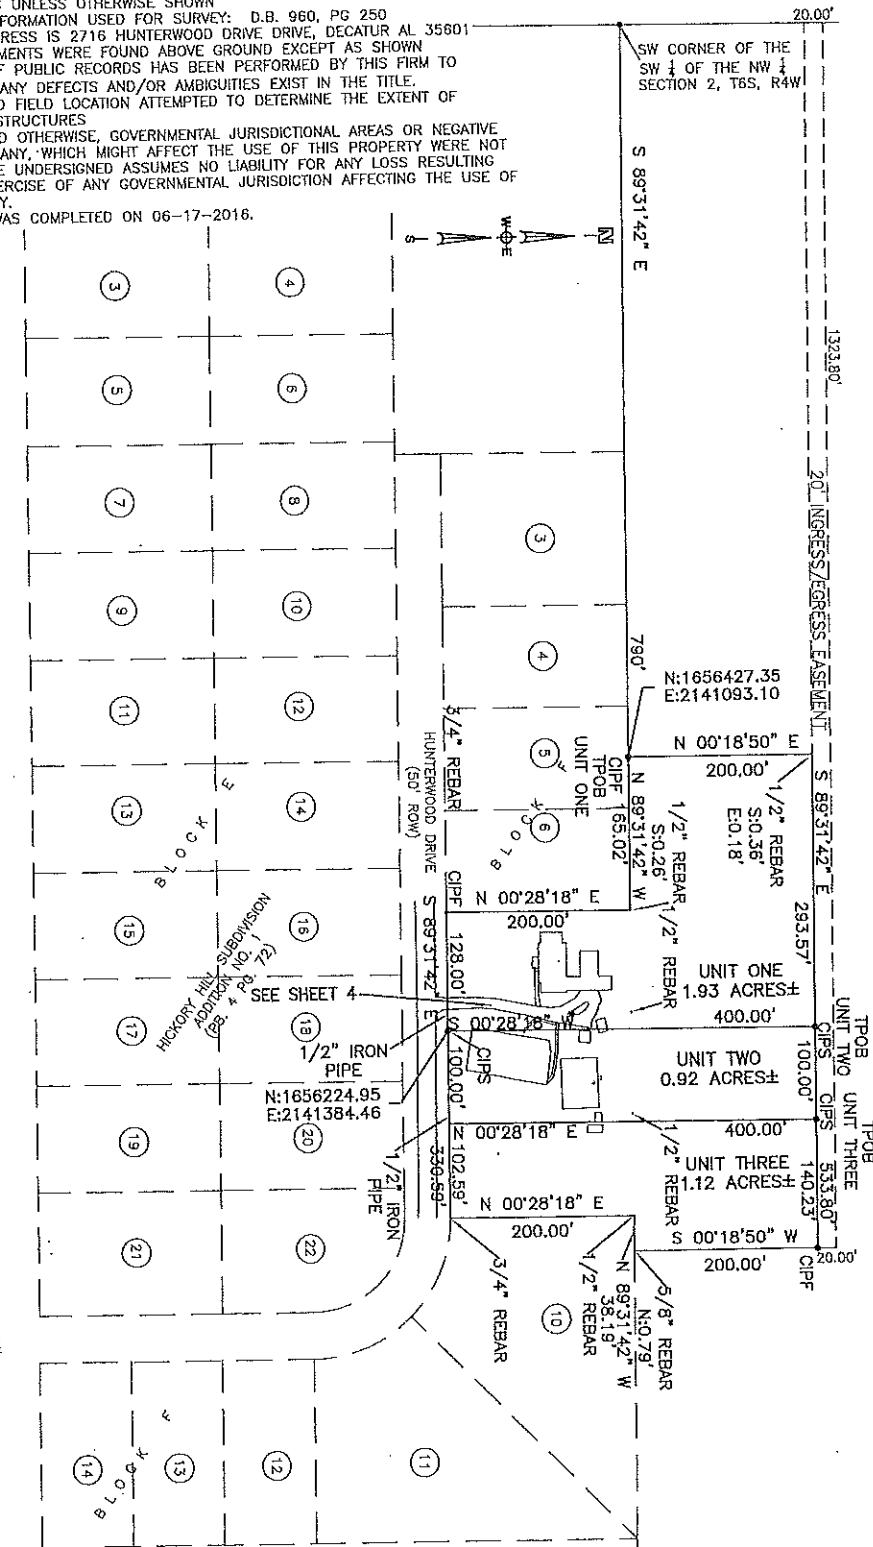 UNLESS OTHERWISE SHOWN
FORMATION USED FOR SURVEY: D.B. 960, PG 250
RESS IS 2716 HUNTERWOOD DRIVE DRIVE, DECATUR AL 35601
MENTS WERE FOUND ABOVE GROUND EXCEPT AS SHOWN
F PUBLIC RECORDS HAS BEEN PERFORMED BY THIS FIRM TO
ANY DEFECTS AND/OR AMBIGUITIES EXIST IN THE TITLE.
D FIELD LOCATION ATTEMPTED TO DETERMINE THE EXTENT OF
STRUCTURES
D OTHERWISE, GOVERNMENTAL JURISDICTIONAL AREAS OR NEGATIVE
ANY, WHICH MIGHT AFFECT THE USE OF THIS PROPERTY WERE NOT
E UNDERSIGNED ASSUMES NO LIABILITY FOR ANY LOSS RESULTING
ERCISE OF ANY GOVERNMENTAL JURISDICTION AFFECTING THE USE OF
Y.
WAS COMPLETED ON 06-17-2016.
20.00'
SW CORNER OF THE
SW ¼ OF THE NW ¼
SECTION 2, T6S, R4W
S 89°31'42" E
790'
1323.80'
20' INGRESS/EGRESS EASEMENT
N
W
E
S
3
4
5
6
7
8
9
10
11
12
13
14
15
16
17
18
19
20
21
22
BLOCK E
HICKORY HILL SUBDIVISION
ADDITION NO. 1
(PB. 4 PG. 72)
HUNTERWOOD DRIVE
(50' ROW)
3
4
5
6
BLOCK F
N:1656427.35
E:2141093.10
N 00°18'50" E
200.00'
1/2" REBAR
S:0.36'
E:0.18'
S 89°31'42" E
293.57'
TPOB
UNIT ONE
CIPF
165.02'
N 89°31'42" W
1/2" REBAR
S:0.26'
3/4" REBAR
CIPF
N 00°28'18" E
200.00'
1/2" REBAR
1/2" REBAR
UNIT ONE
1.93 ACRES±
400.00'
S 89°31'42" E
128.00'
SEE SHEET 4
S 00°28'18" W
1/2" IRON
PIPE
CIPS
N:1656224.95
E:2141384.46
TPOB
UNIT TWO
CIPS
100.00'
UNIT TWO
0.92 ACRES±
100.00'
N 00°28'18" E
400.00'
1/2" REBAR
TPOB
UNIT THREE
CIPS
533.80'
140.23'
UNIT THREE
1.12 ACRES±
102.59'
330.59'
1/2" IRON
PIPE
N 00°28'18" E
200.00'
S 00°18'50" W
200.00'
CIPF
20.00'
3/4" REBAR
1/2" REBAR
N 89°31'42" W
38.19'
5/8" REBAR
N:0.79'
10
11
12
13
14
BLOCK F